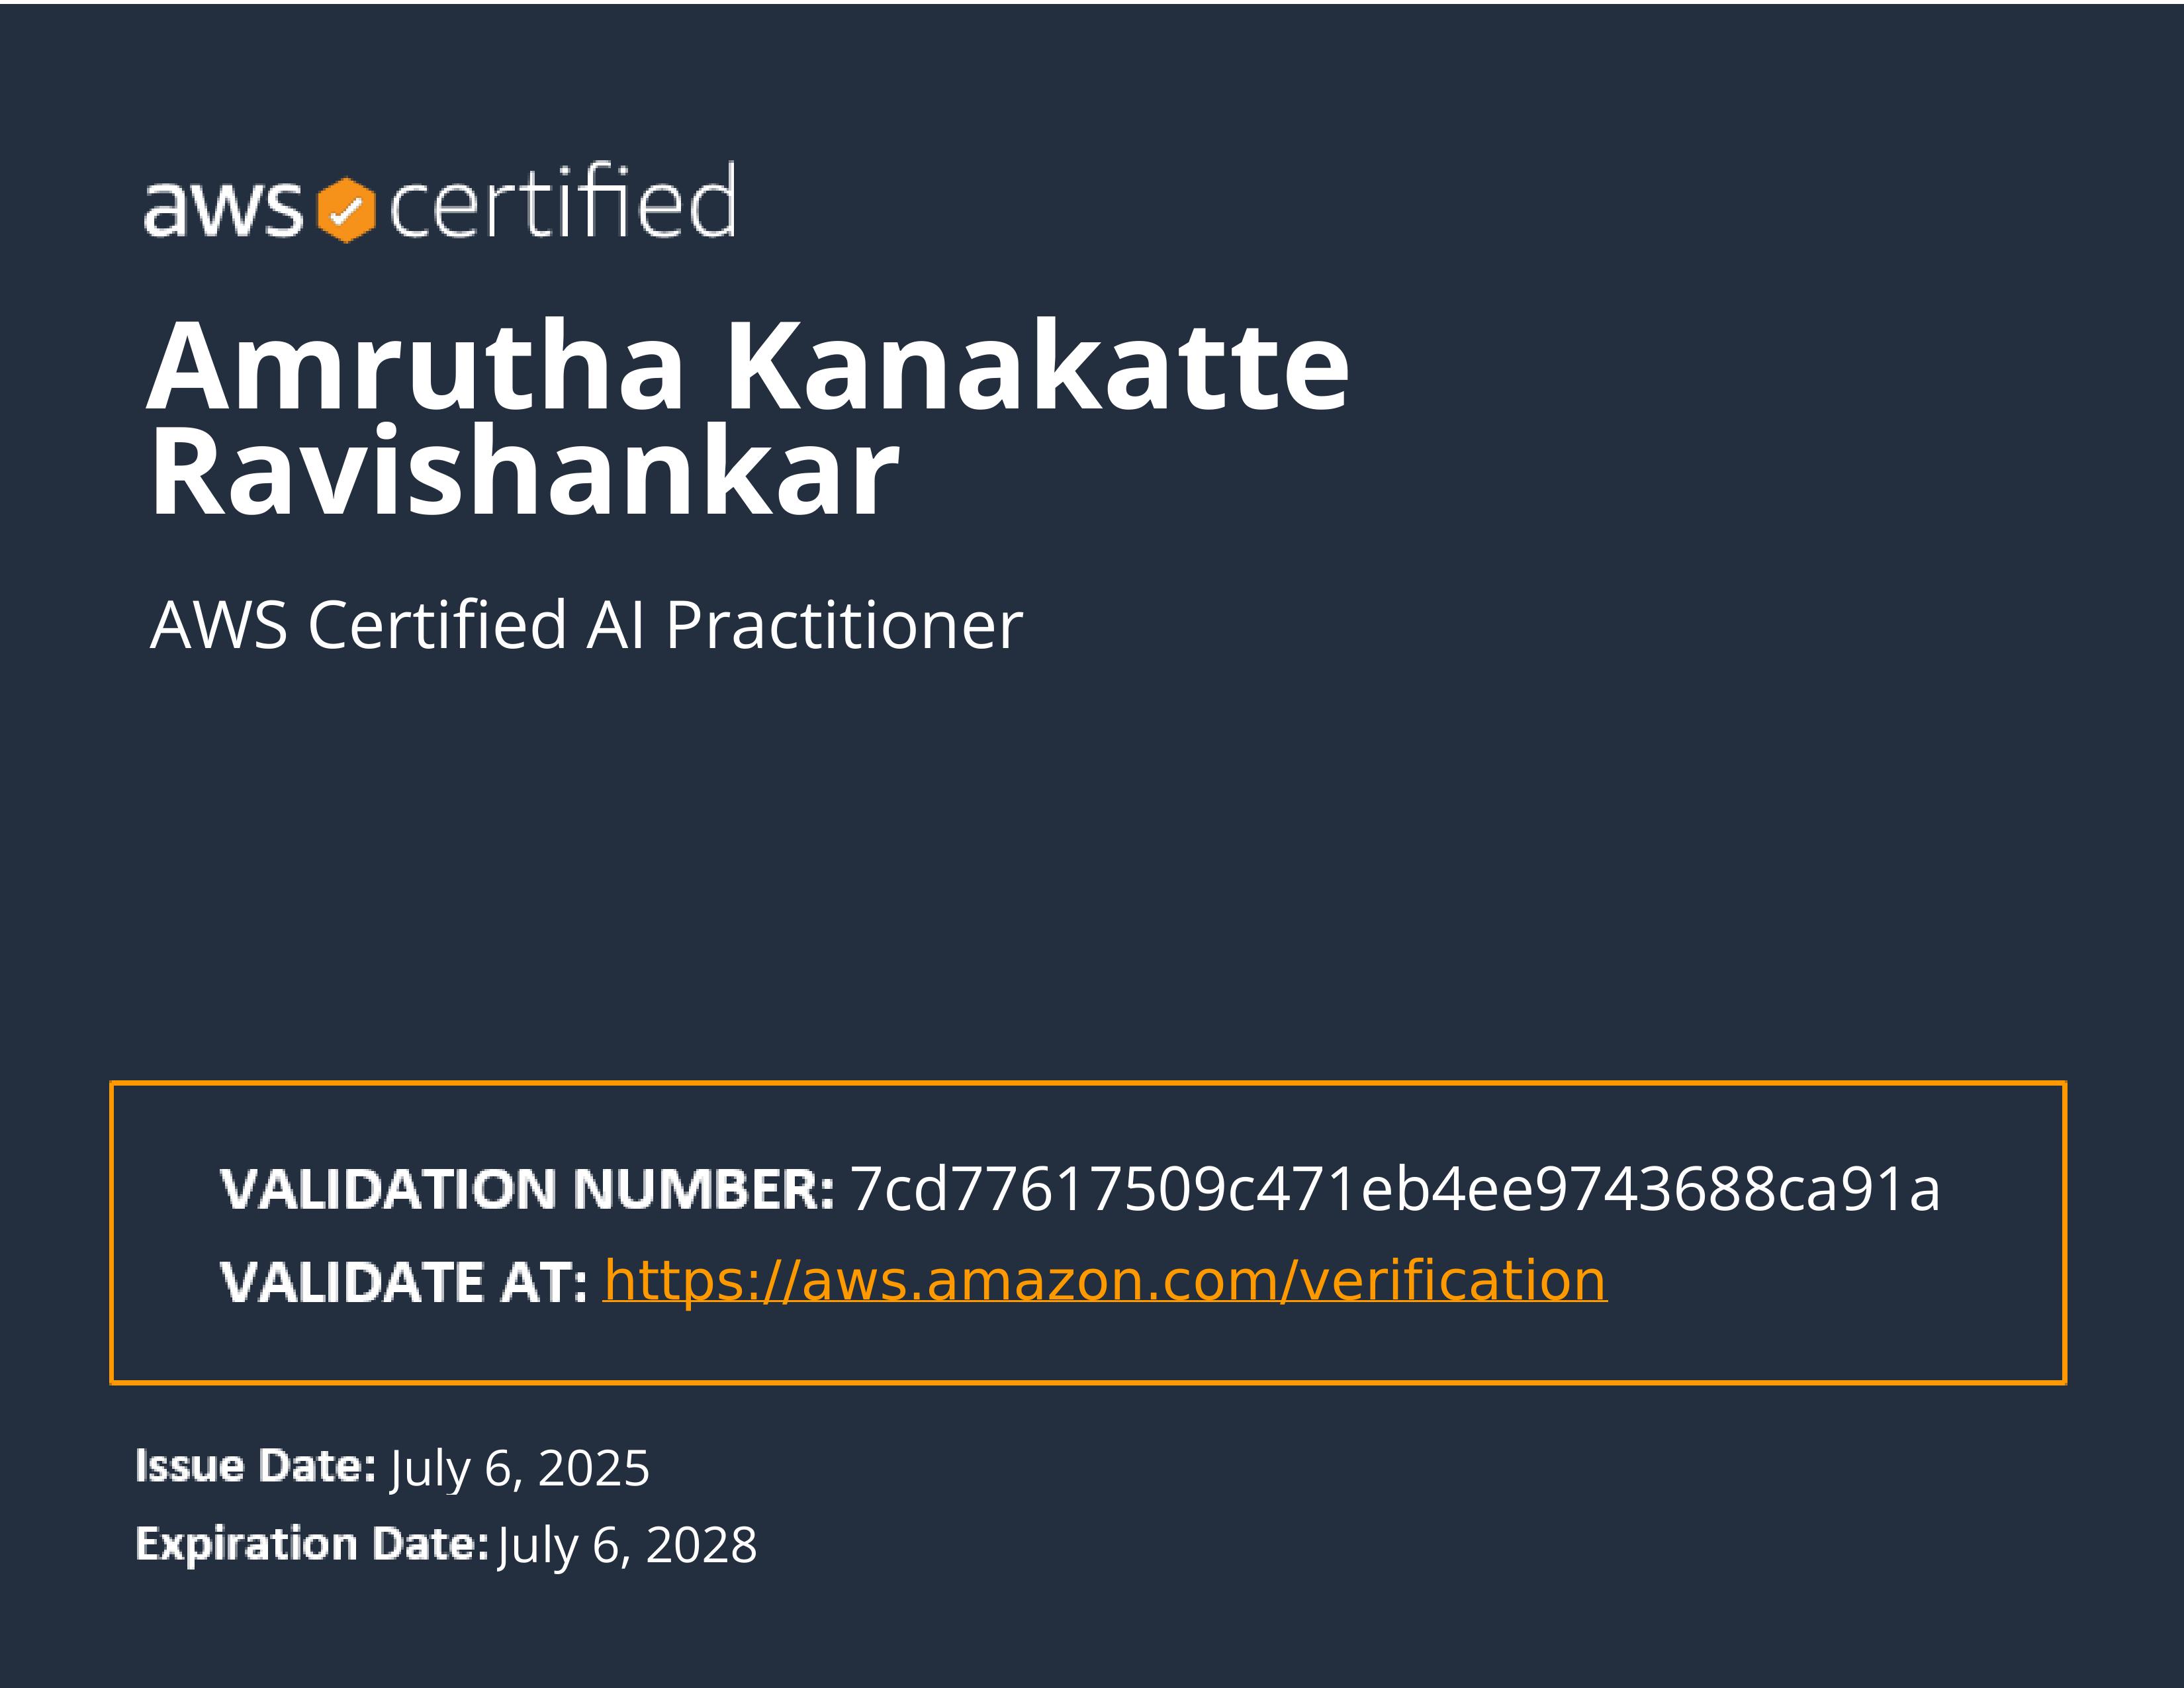 aws certified
Amrutha Kanakatte
Ravishankar
AWS Certified AI Practitioner
VALIDATION NUMBER: 7cd77617509c471eb4ee9743688ca91a
VALIDATE AT: https://aws.amazon.com/verification
Issue Date: July 6, 2025
Expiration Date: July 6, 2028